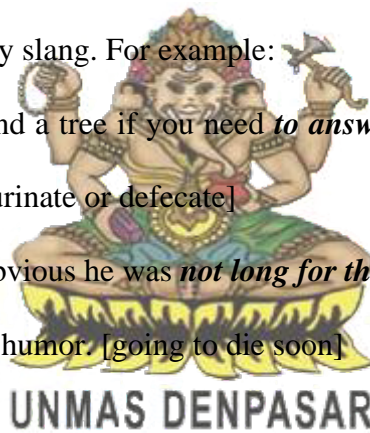 y slang. For example:
nd a tree if you need to answ
urinate or defecate]
bvious he was not long for th
humor. [going to die soon]
UNMAS DENPASAR